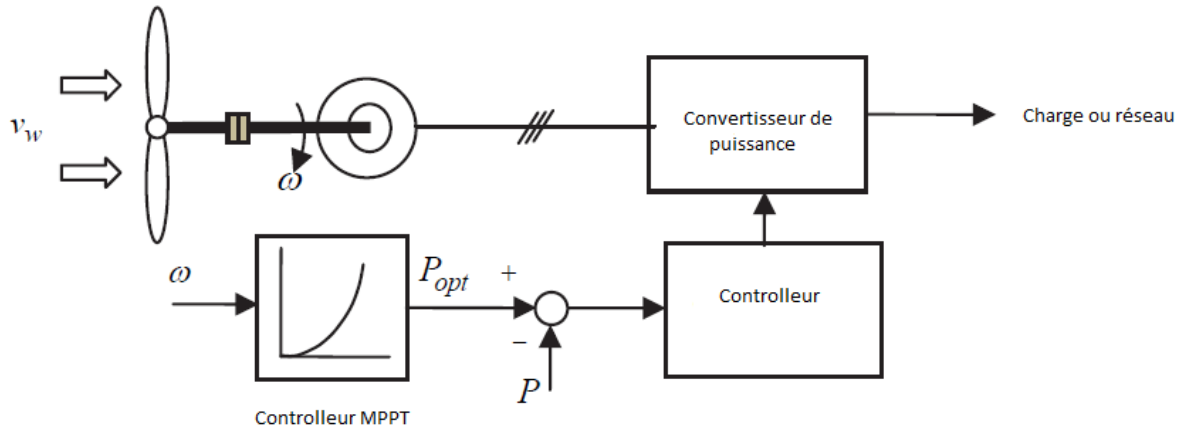 v_w
ω
Convertisseur de
puissance
Charge ou réseau
ω
P_opt
+
−
P
Controlleur
Controlleur MPPT